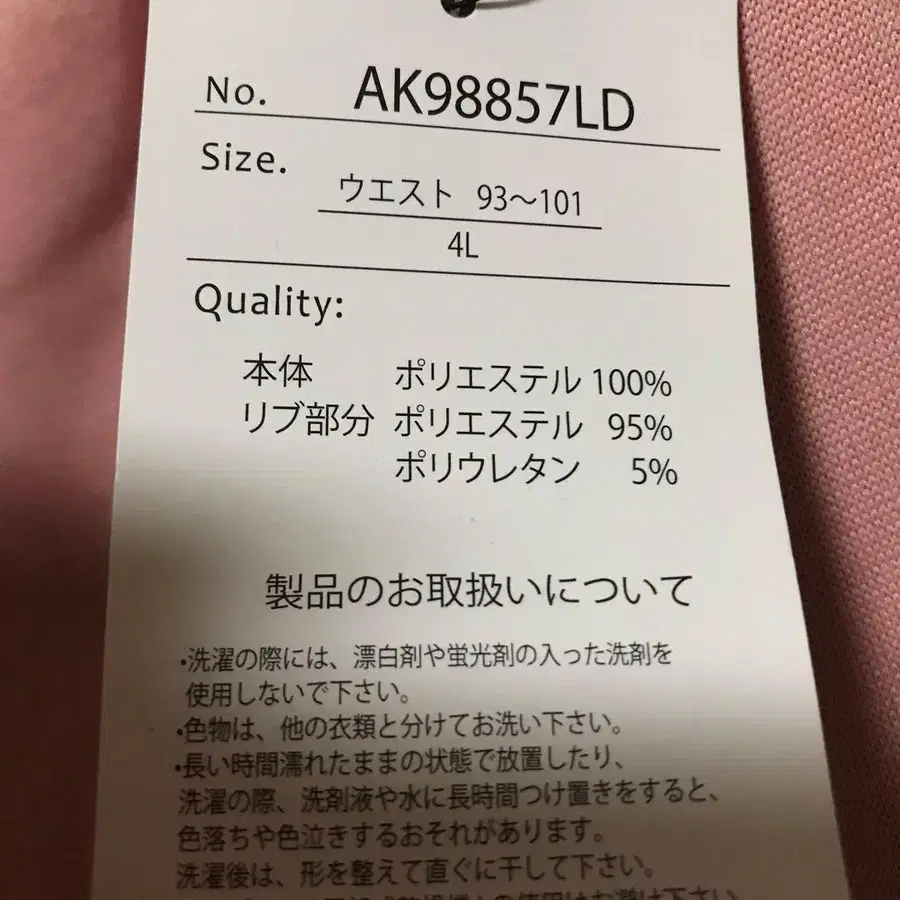 No. AK98857LD
Size.
ウエスト 93～101
4L
Quality:
本体 ポリエステル 100%
リブ部分 ポリエステル 95%
ポリウレタン 5%
製品のお取扱いについて
・洗濯の際には、漂白剤や蛍光剤の入った洗剤を
使用しないで下さい。
・色物は、他の衣類と分けてお洗い下さい。
・長い時間濡れたままの状態で放置したり、
洗濯の際、洗剤液や水に長時間つけ置きをすると、
色落ちや色泣きするおそれがあります。
洗濯後は、形を整えて直ぐに干して下さい。